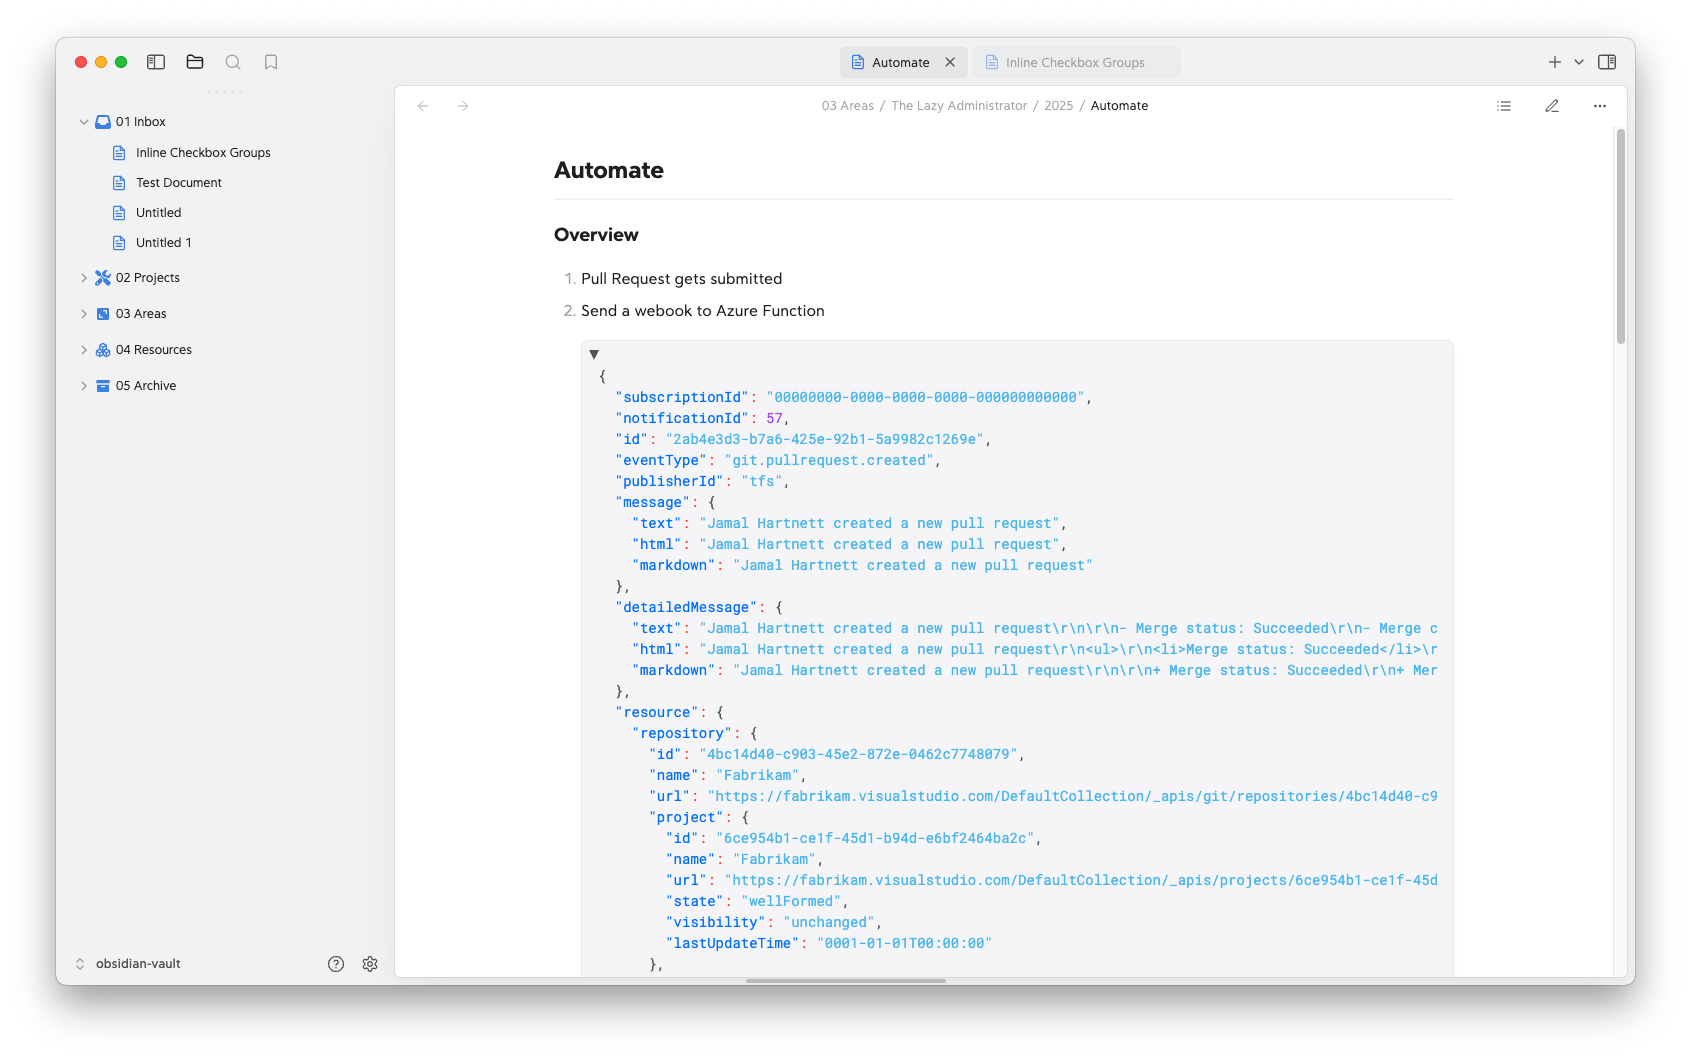 Automate
Inline Checkbox Groups
01 Inbox
Inline Checkbox Groups
Test Document
Untitled
Untitled 1
02 Projects
03 Areas
04 Resources
05 Archive
obsidian-vault
03 Areas / The Lazy Administrator / 2025 / Automate
Automate
Overview
1. Pull Request gets submitted
2. Send a webook to Azure Function
{
"subscriptionId": "00000000-0000-0000-0000-000000000000",
"notificationId": 57,
"id": "2ab4e3d3-b7a6-425e-92b1-5a9982c1269e",
"eventType": "git.pullrequest.created",
"publisherId": "tfs",
"message": {
"text": "Jamal Hartnett created a new pull request",
"html": "Jamal Hartnett created a new pull request",
"markdown": "Jamal Hartnett created a new pull request"
},
"detailedMessage": {
"text": "Jamal Hartnett created a new pull request\r\n\r\n- Merge status: Succeeded\r\n- Merge c
"html": "Jamal Hartnett created a new pull request\r\n<ul>\r\n<li>Merge status: Succeeded</li>\r
"markdown": "Jamal Hartnett created a new pull request\r\n\r\n+ Merge status: Succeeded\r\n+ Mer
},
"resource": {
"repository": {
"id": "4bc14d40-c903-45e2-872e-0462c7748079",
"name": "Fabrikam",
"url": "https://fabrikam.visualstudio.com/DefaultCollection/_apis/git/repositories/4bc14d40-c9
"project": {
"id": "6ce954b1-ce1f-45d1-b94d-e6bf2464ba2c",
"name": "Fabrikam",
"url": "https://fabrikam.visualstudio.com/DefaultCollection/_apis/projects/6ce954b1-ce1f-45d
"state": "wellFormed",
"visibility": "unchanged",
"lastUpdateTime": "0001-01-01T00:00:00"
},